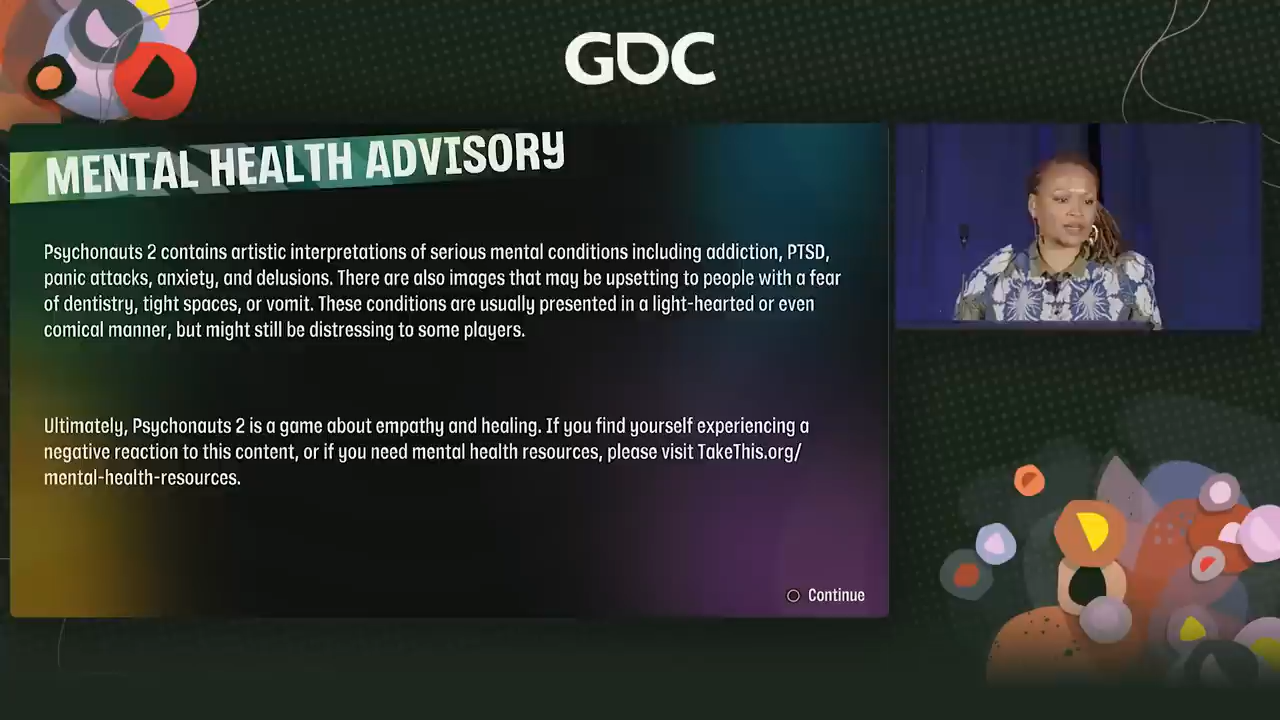 GDC
MENTAL HEALTH ADVISORY
Psychonauts 2 contains artistic interpretations of serious mental conditions including addiction, PTSD,
panic attacks, anxiety, and delusions. There are also images that may be upsetting to people with a fear
of dentistry, tight spaces, or vomit. These conditions are usually presented in a light-hearted or even
comical manner, but might still be distressing to some players.
Ultimately, Psychonauts 2 is a game about empathy and healing. If you find yourself experiencing a
negative reaction to this content, or if you need mental health resources, please visit TakeThis.org/
mental-health-resources.
Continue